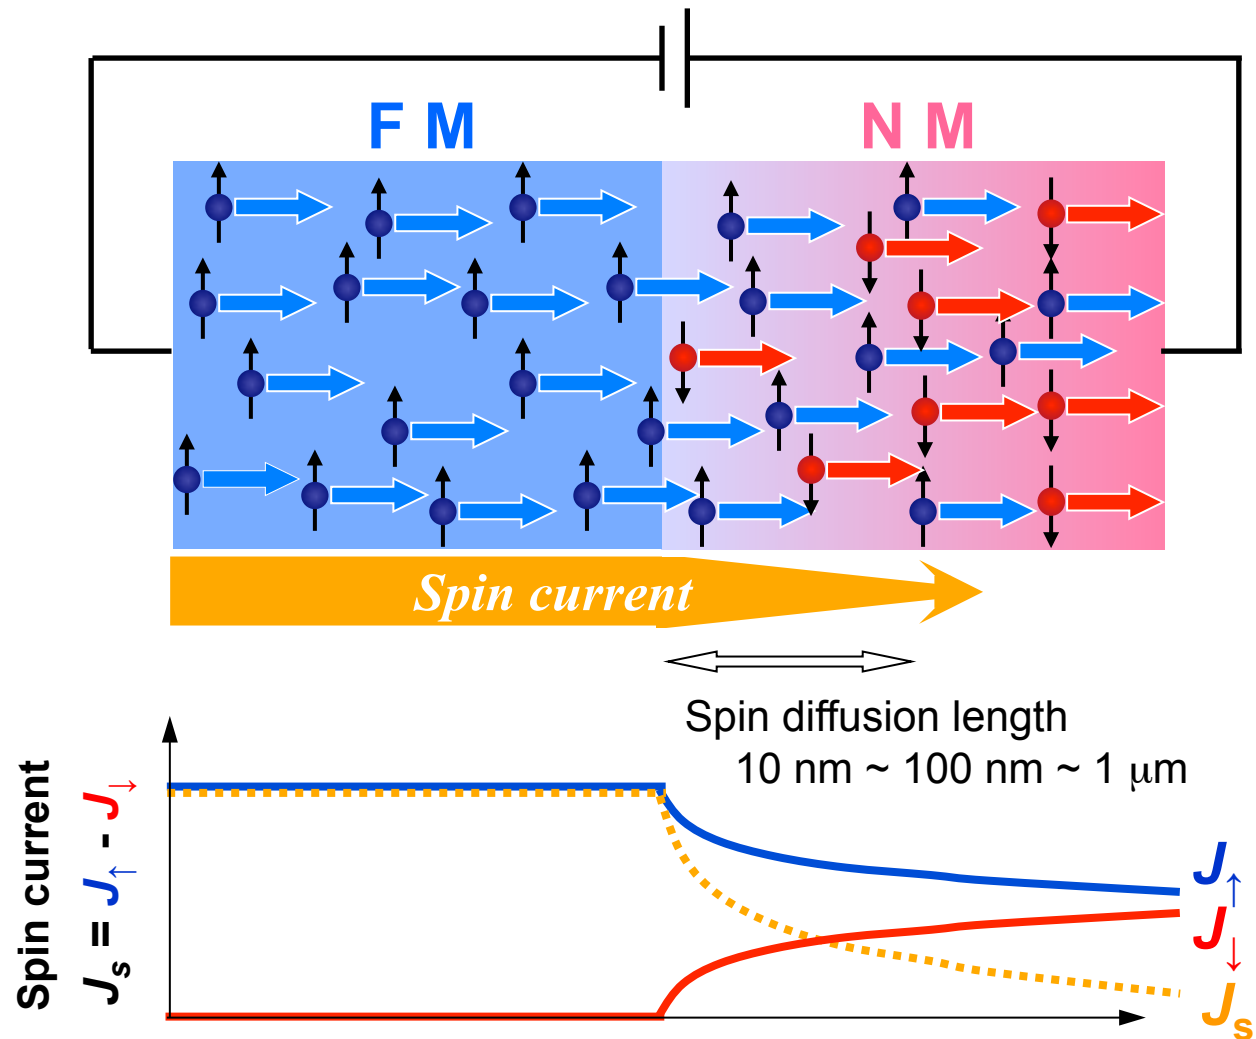 F M
N M
Spin current
Spin diffusion length
10 nm ~ 100 nm ~ 1 μm
Spin current
Jₛ = J↑ - J↓
J↑
J↓
Jₛ